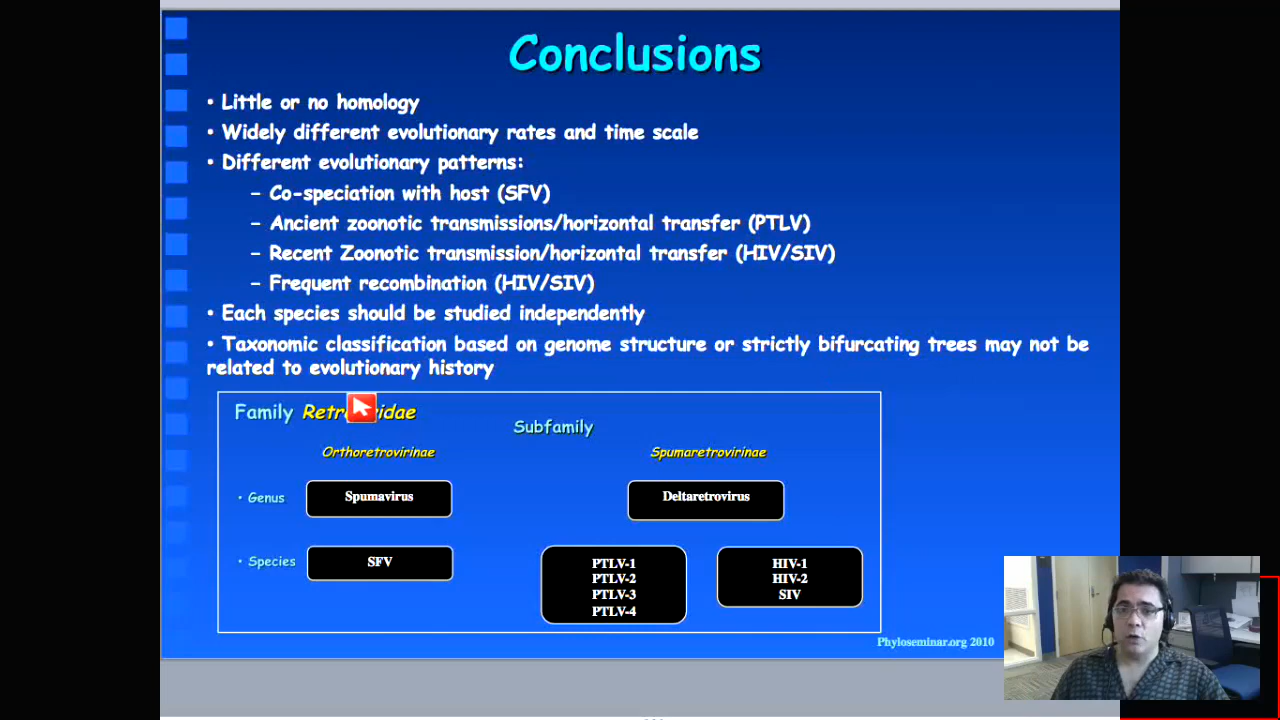 Conclusions
• Little or no homology
• Widely different evolutionary rates and time scale
• Different evolutionary patterns:
– Co-speciation with host (SFV)
– Ancient zoonotic transmissions/horizontal transfer (PTLV)
– Recent Zoonotic transmission/horizontal transfer (HIV/SIV)
– Frequent recombination (HIV/SIV)
• Each species should be studied independently
• Taxonomic classification based on genome structure or strictly bifurcating trees may not be
related to evolutionary history
Family
Subfamily
Orthoretrovirinae Spumaretrovirinae
• Genus Spumavirus Deltaretrovirus
• Species SFV
PTLV-1 HIV-1
PTLV-2 HIV-2
PTLV-3 SIV
PTLV-4
Phyloseminar.org 2010